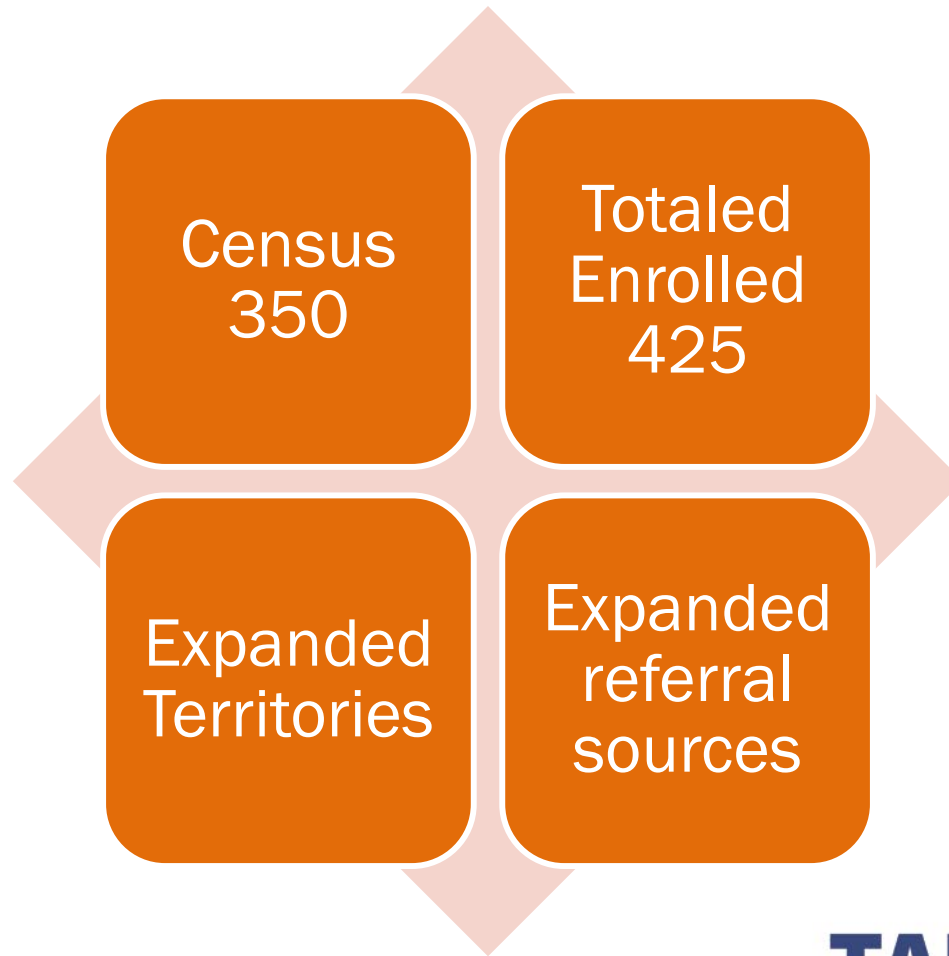 Census
350
Totaled
Enrolled
425
Expanded
Territories
Expanded
referral
sources